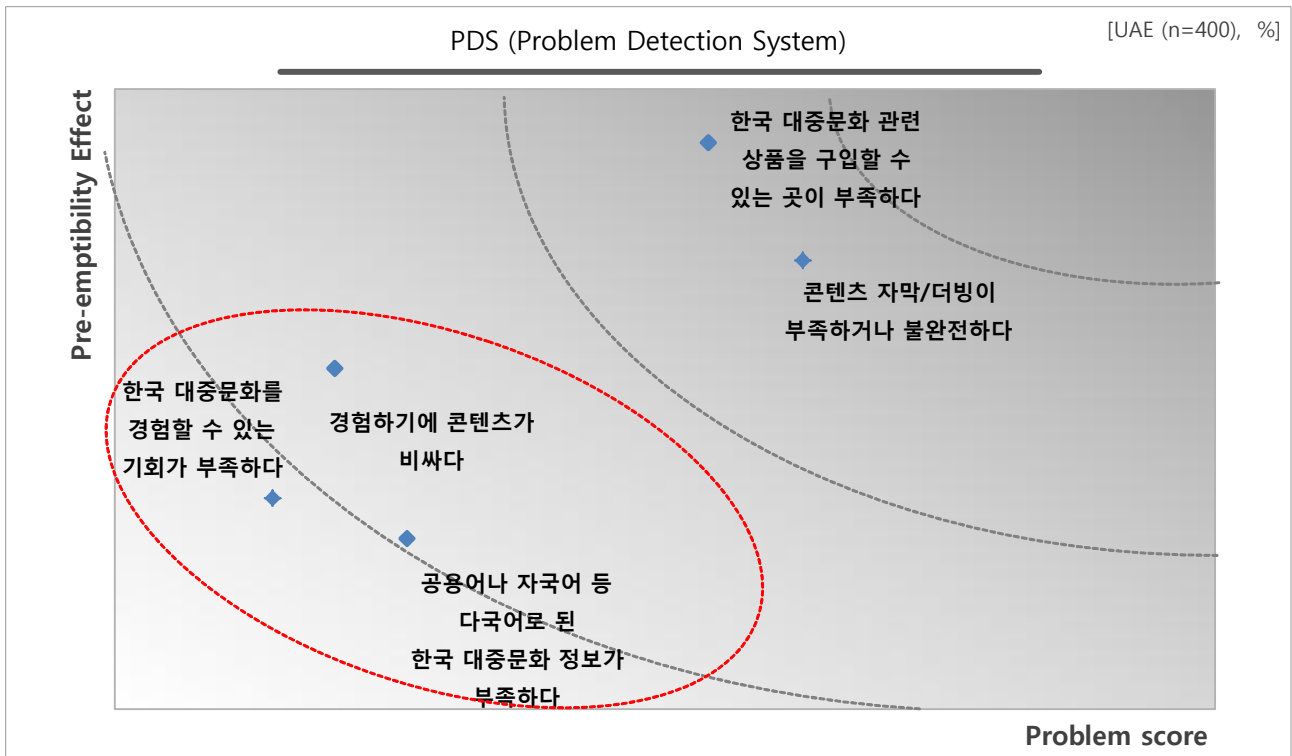 PDS (Problem Detection System)
[UAE (n=400), %]
Pre-emptibility Effect
한국 대중문화 관련
상품을 구입할 수
있는 곳이 부족하다
콘텐츠 자막/더빙이
부족하거나 불완전하다
한국 대중문화를
경험할 수 있는
기회가 부족하다
경험하기에 콘텐츠가
비싸다
공용어나 자국어 등
다국어로 된
한국 대중문화 정보가
부족하다
Problem score